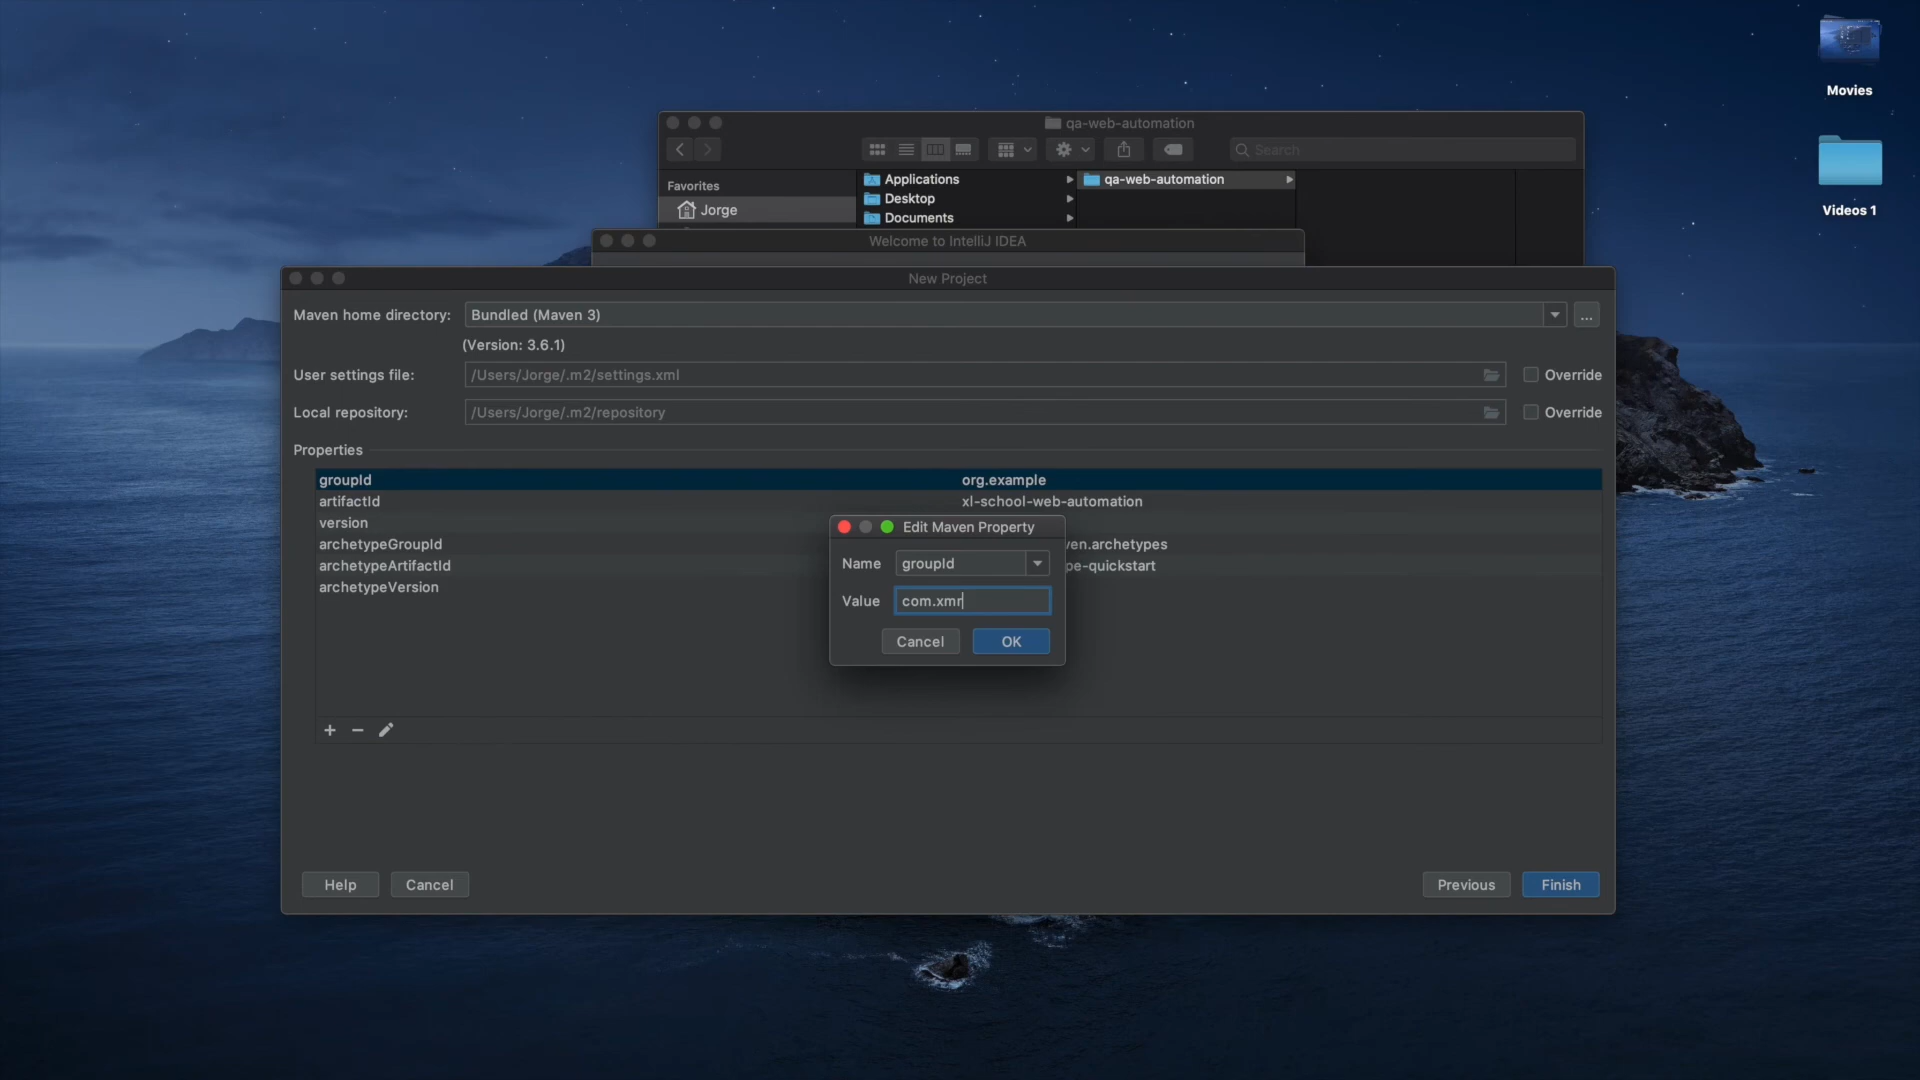 Movies
Videos 1
qa-web-automation
Search
Favorites
Jorge
Applications
Desktop
Documents
qa-web-automation
Welcome to IntelliJ IDEA
New Project
Maven home directory: Bundled (Maven 3) ...
(Version: 3.6.1)
User settings file: /Users/Jorge/.m2/settings.xml Override
Local repository: /Users/Jorge/.m2/repository Override
Properties
groupId org.example
artifactId xl-school-web-automation
version
archetypeGroupId ven.archetypes
archetypeArtifactId pe-quickstart
archetypeVersion
Edit Maven Property
Name groupId
Value com.xmr
Cancel OK
Help Cancel Previous Finish